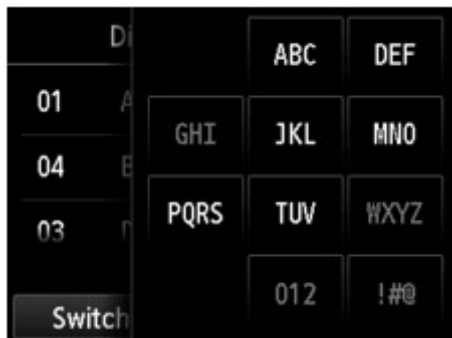 Di
ABC DEF
01 A
GHI JKL MNO
04 B
PQRS TUV WXYZ
03 D
012 !#@
Switch